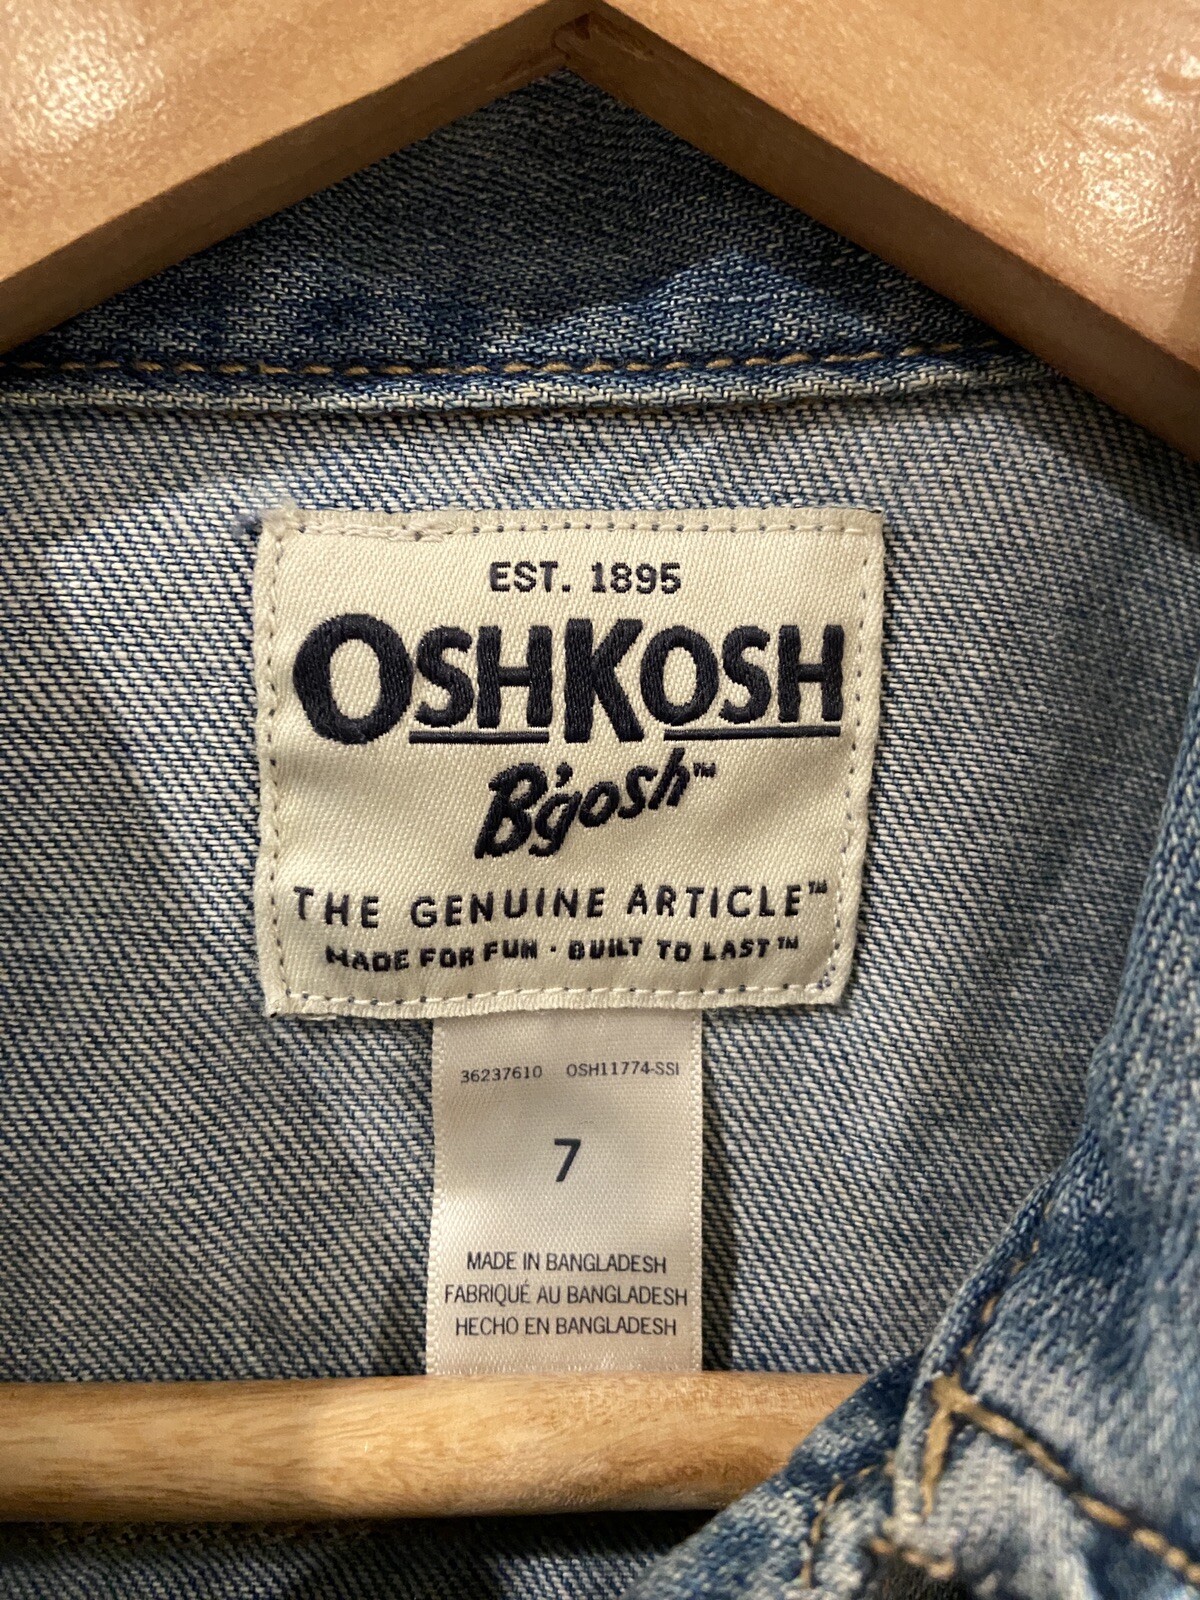 EST. 1895
OSHKOSH
B'gosh™
THE GENUINE ARTICLE™
MADE FOR FUN · BUILT TO LAST™
36237610 OSH11774-SSI
7
MADE IN BANGLADESH
FABRIQUÉ AU BANGLADESH
HECHO EN BANGLADESH